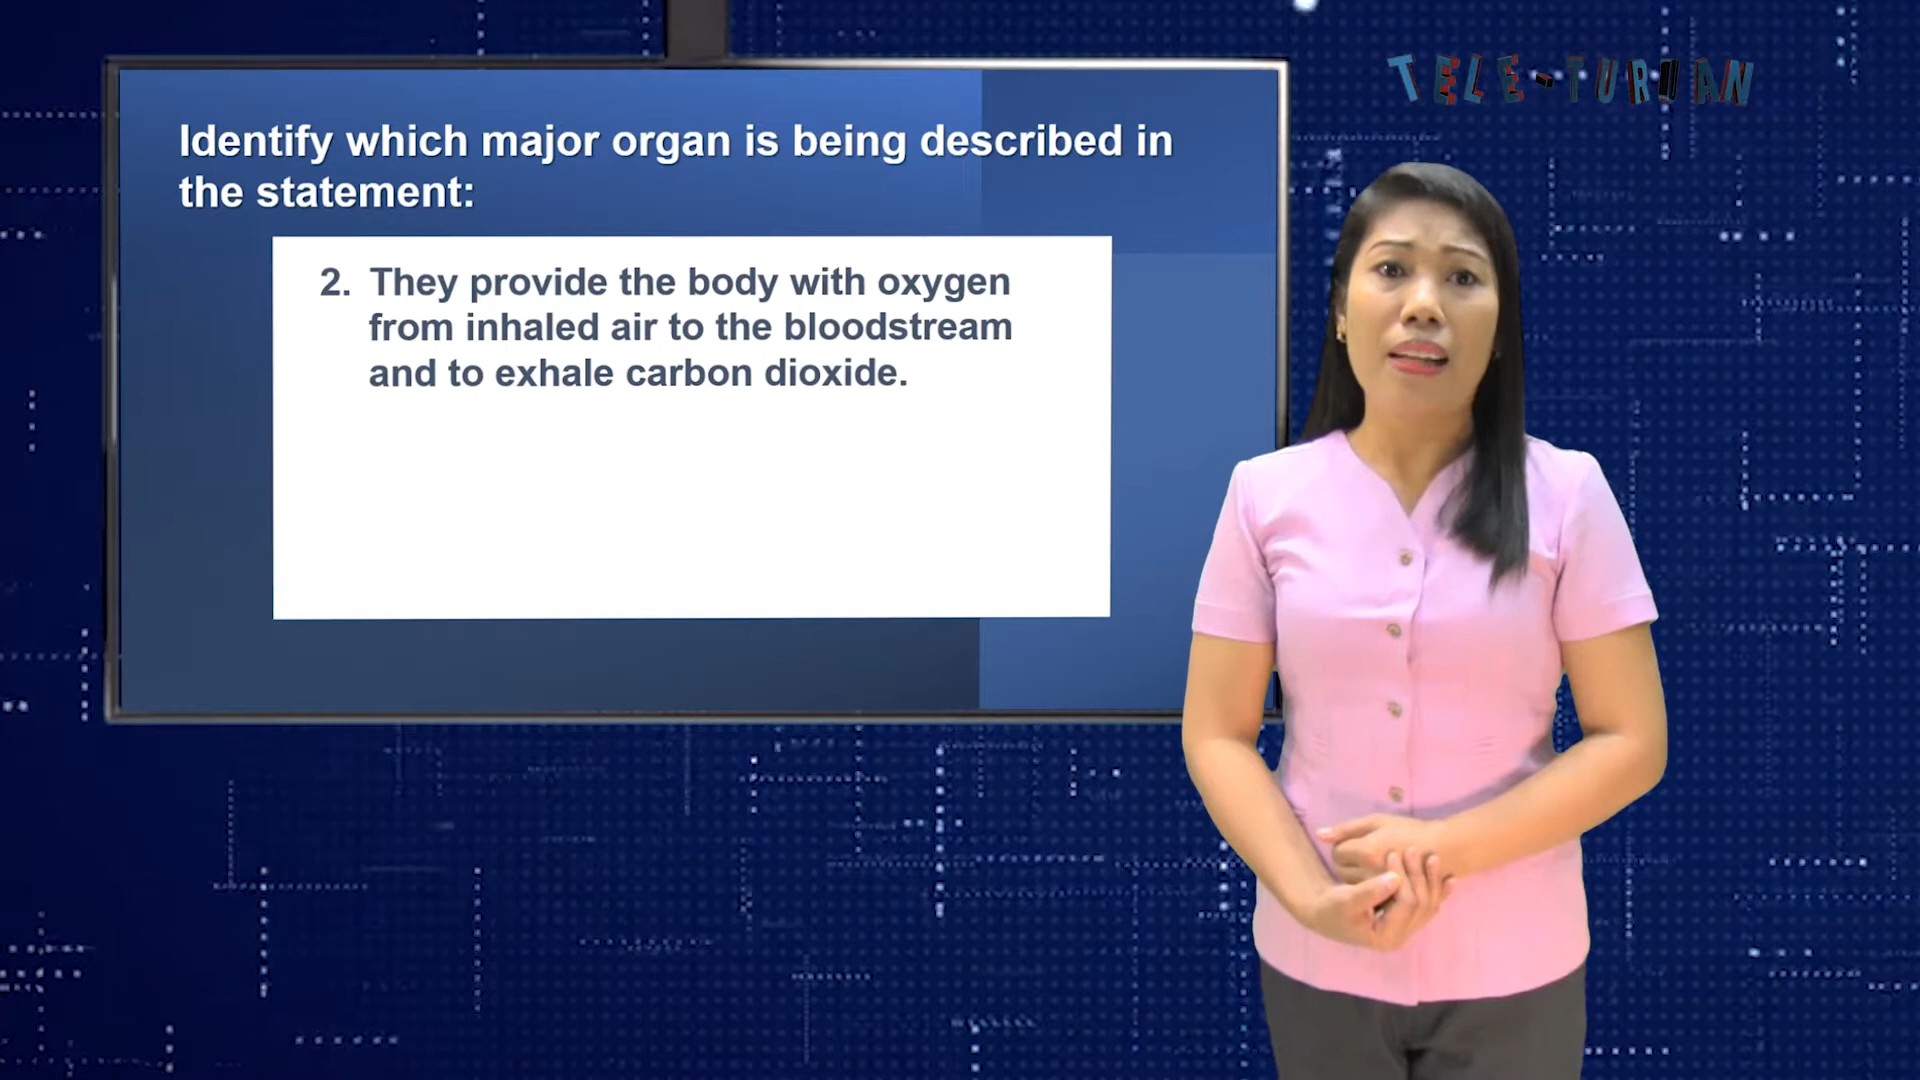 TELE-TURUAN
Identify which major organ is being described in
the statement:
2. They provide the body with oxygen
from inhaled air to the bloodstream
and to exhale carbon dioxide.